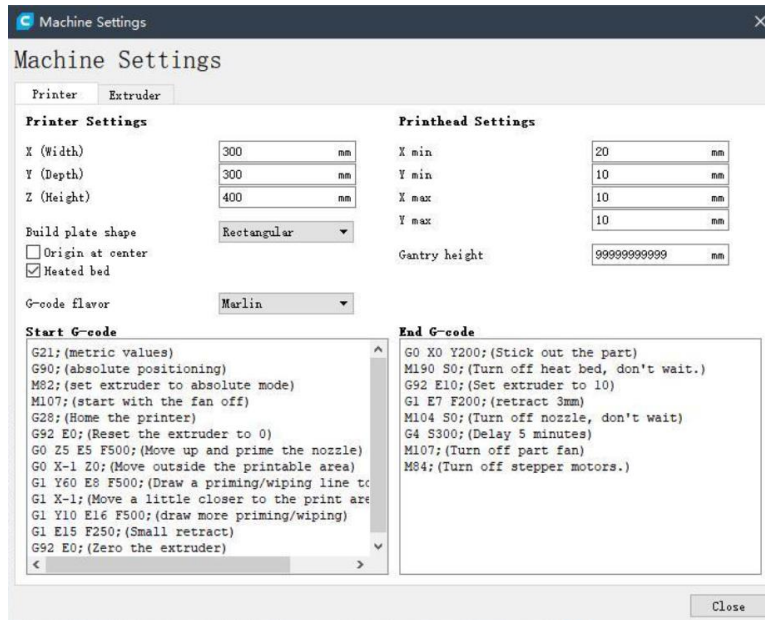 Machine Settings
Machine Settings
Printer Extruder
Printer Settings
X (Width) 300 mm
Y (Depth) 300 mm
Z (Height) 400 mm
Build plate shape Rectangular
Origin at center
Heated bed
G-code flavor Marlin
Printhead Settings
X min 20 mm
Y min 10 mm
X max 10 mm
Y max 10 mm
Gantry height 99999999999 mm
Start G-code
G21;(metric values)
G90;(absolute positioning)
M82;(set extruder to absolute mode)
M107;(start with the fan off)
G28;(Home the printer)
G92 E0;(Reset the extruder to 0)
G0 Z5 E5 F500;(Move up and prime the nozzle)
G0 X-1 Z0;(Move outside the printable area)
G1 Y60 E8 F500;(Draw a priming/wiping line to
G1 X-1;(Move a little closer to the print are
G1 Y10 E16 F500;(draw more priming/wiping)
G1 E15 F250;(Small retract)
G92 E0;(Zero the extruder)
End G-code
G0 X0 Y200;(Stick out the part)
M190 S0;(Turn off heat bed, don't wait.)
G92 E10;(Set extruder to 10)
G1 E7 F200;(retract 3mm)
M104 S0;(Turn off nozzle, don't wait)
G4 S300;(Delay 5 minutes)
M107;(Turn off part fan)
M84;(Turn off stepper motors.)
Close